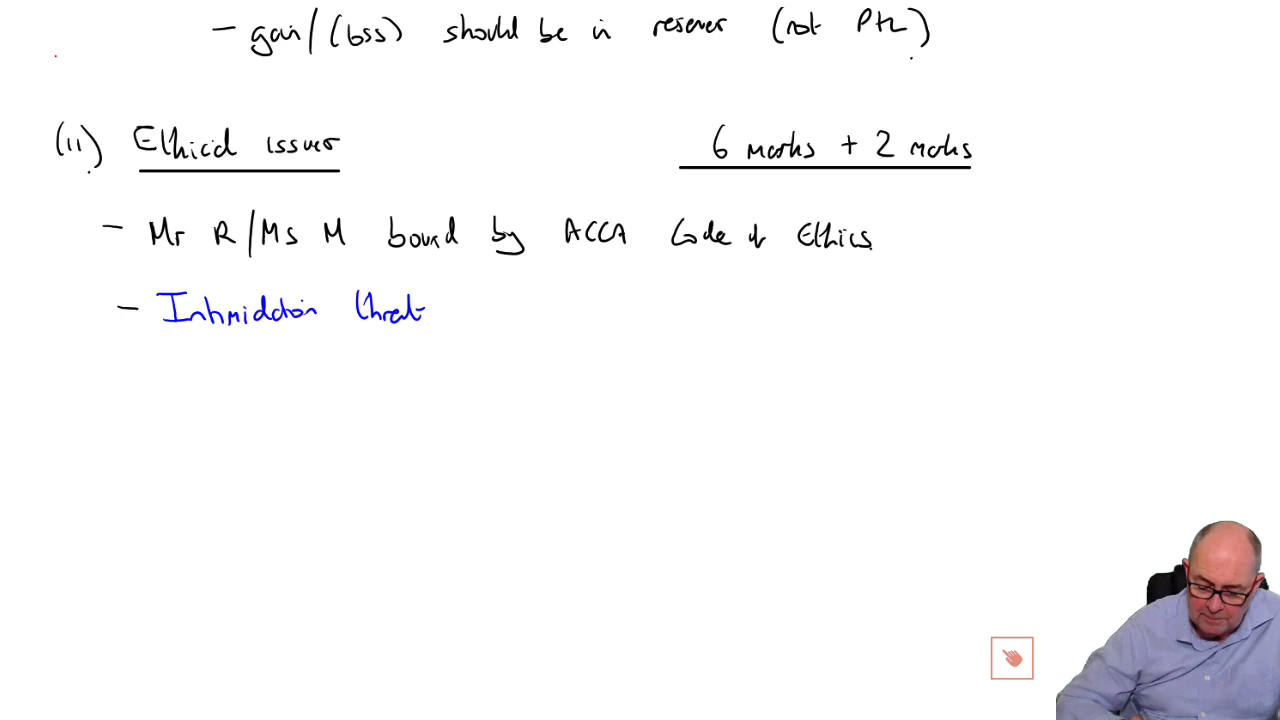 - gain/(loss) should be in reserves (not P+L)
(ii) Ethical issues 6 marks + 2 marks
- Mr R/Ms M bound by ACCA Code of Ethics
- Intimidation threat